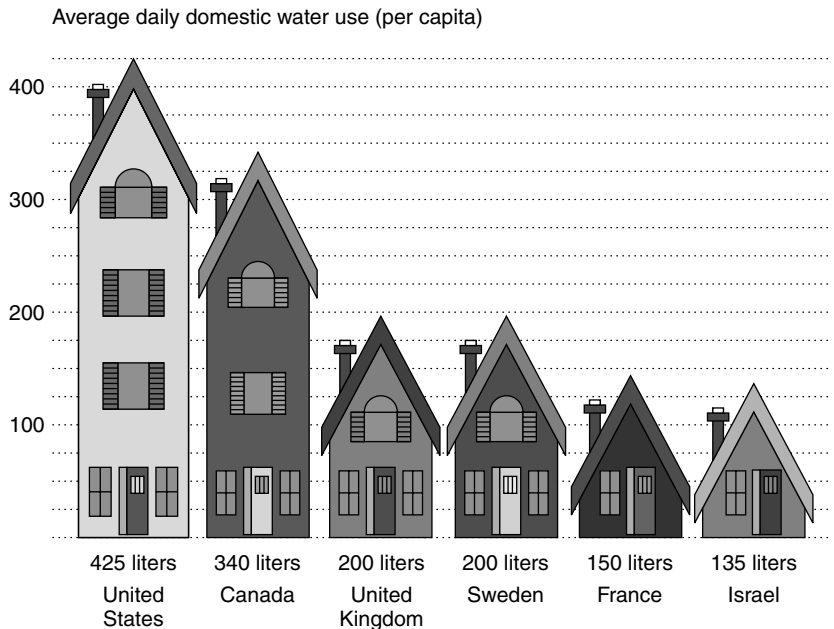 Average daily domestic water use (per capita)
400
300
200
100
425 liters
340 liters
200 liters
200 liters
150 liters
135 liters
United States
Canada
United Kingdom
Sweden
France
Israel